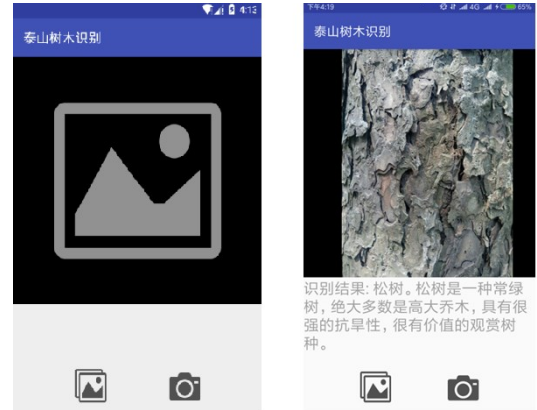 4:13
泰山树木识别
下午4:19
4G
65%
泰山树木识别
识别结果: 松树。松树是一种常绿
树，绝大多数是高大乔木，具有很
强的抗旱性，很有价值的观赏树
种。